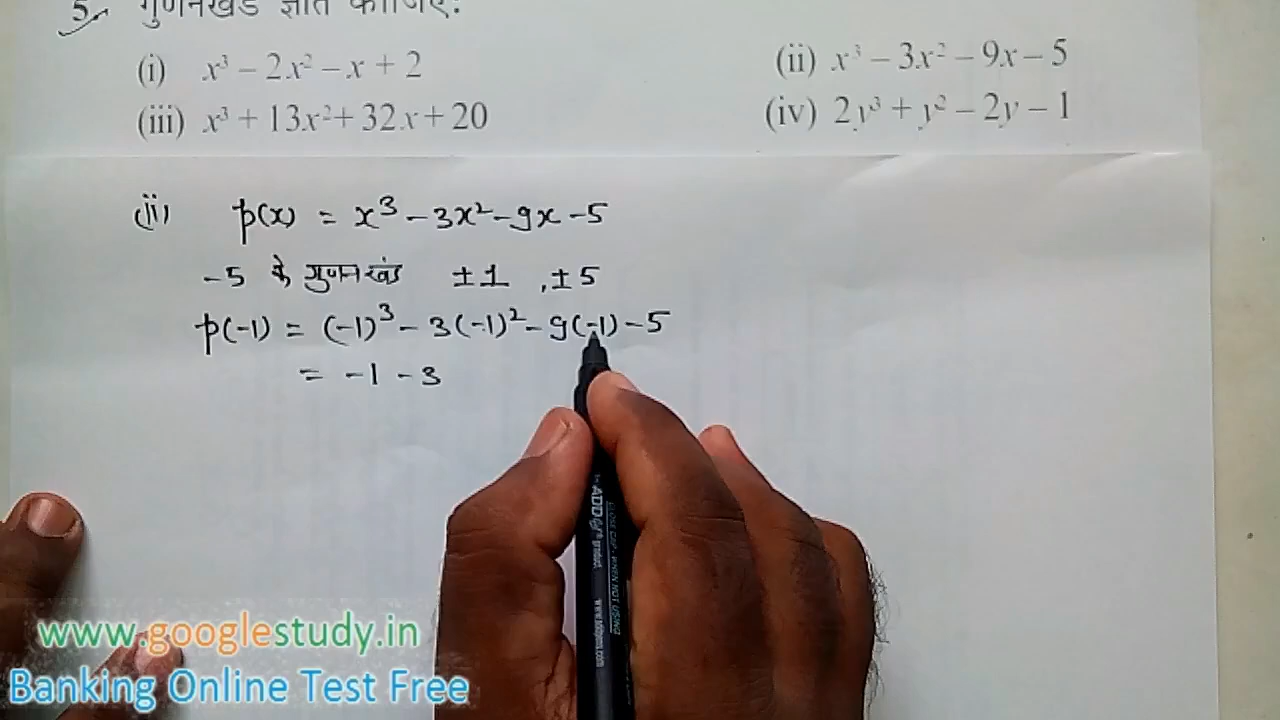 5. गुणनखंड ज्ञात कीजिए:
(i) x³ – 2x² – x + 2 (ii) x³ – 3x² – 9x – 5
(iii) x³ + 13x² + 32x + 20 (iv) 2y³ + y² – 2y – 1
(ii) p(x) = x³ – 3x² – 9x – 5
–5 के गुणनखंड ±1 , ±5
p(–1) = (–1)³ – 3(–1)² – 9(–1) – 5
= –1 – 3
www.googlestudy.in
Banking Online Test Free